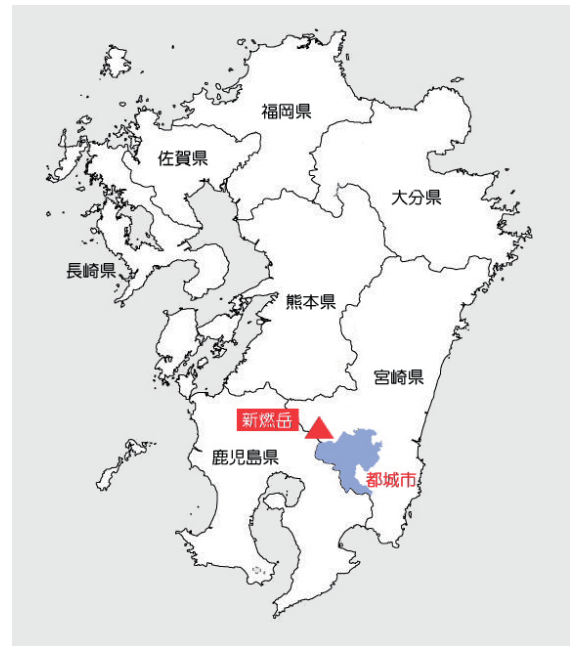 福岡県
佐賀県
大分県
長崎県
熊本県
宮崎県
新燃岳
鹿児島県
都城市